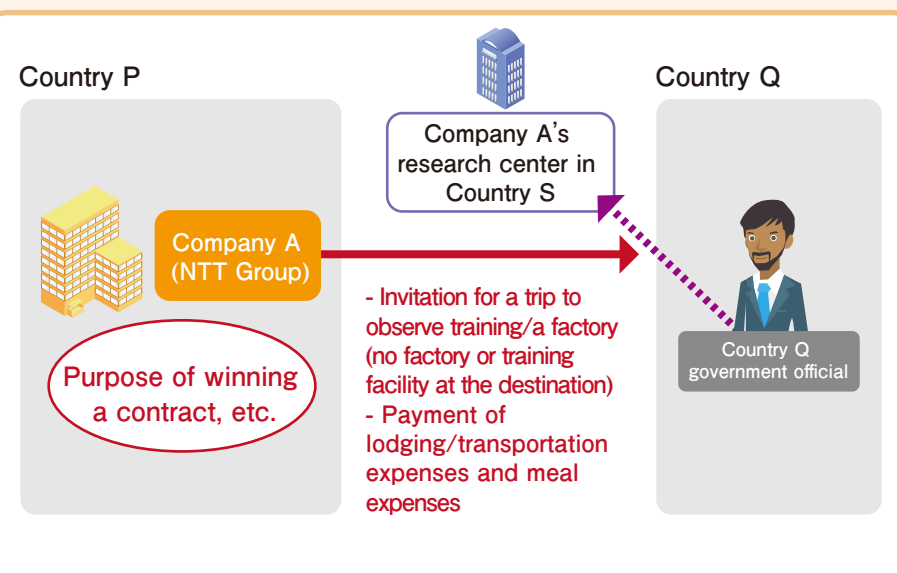 Country P
Country Q
Company A’s
research center in
Country S
Company A
(NTT Group)
Purpose of winning
a contract, etc.
- Invitation for a trip to
observe training/a factory
(no factory or training
facility at the destination)
- Payment of
lodging/transportation
expenses and meal
expenses
Country Q
government official